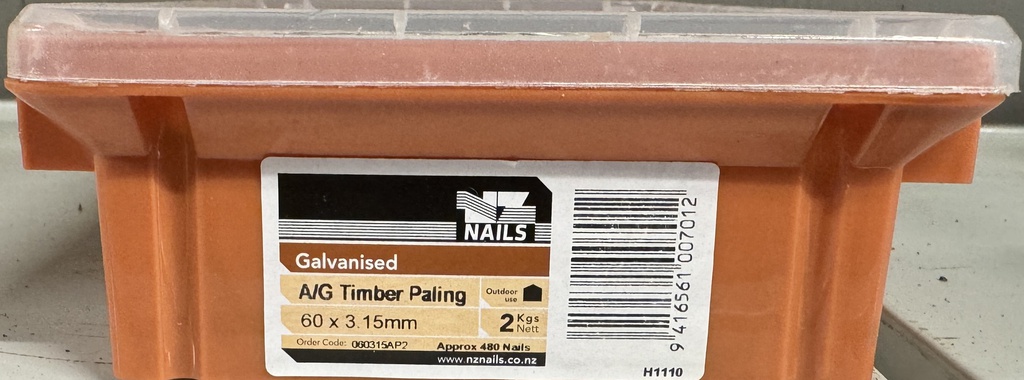 NZ
NAILS
Galvanised
A/G Timber Paling
Outdoor use
60 x 3.15mm
2 Kgs Nett
Order Code: 060315AP2 Approx 480 Nails
www.nznails.co.nz
9 416561 007012
H1110